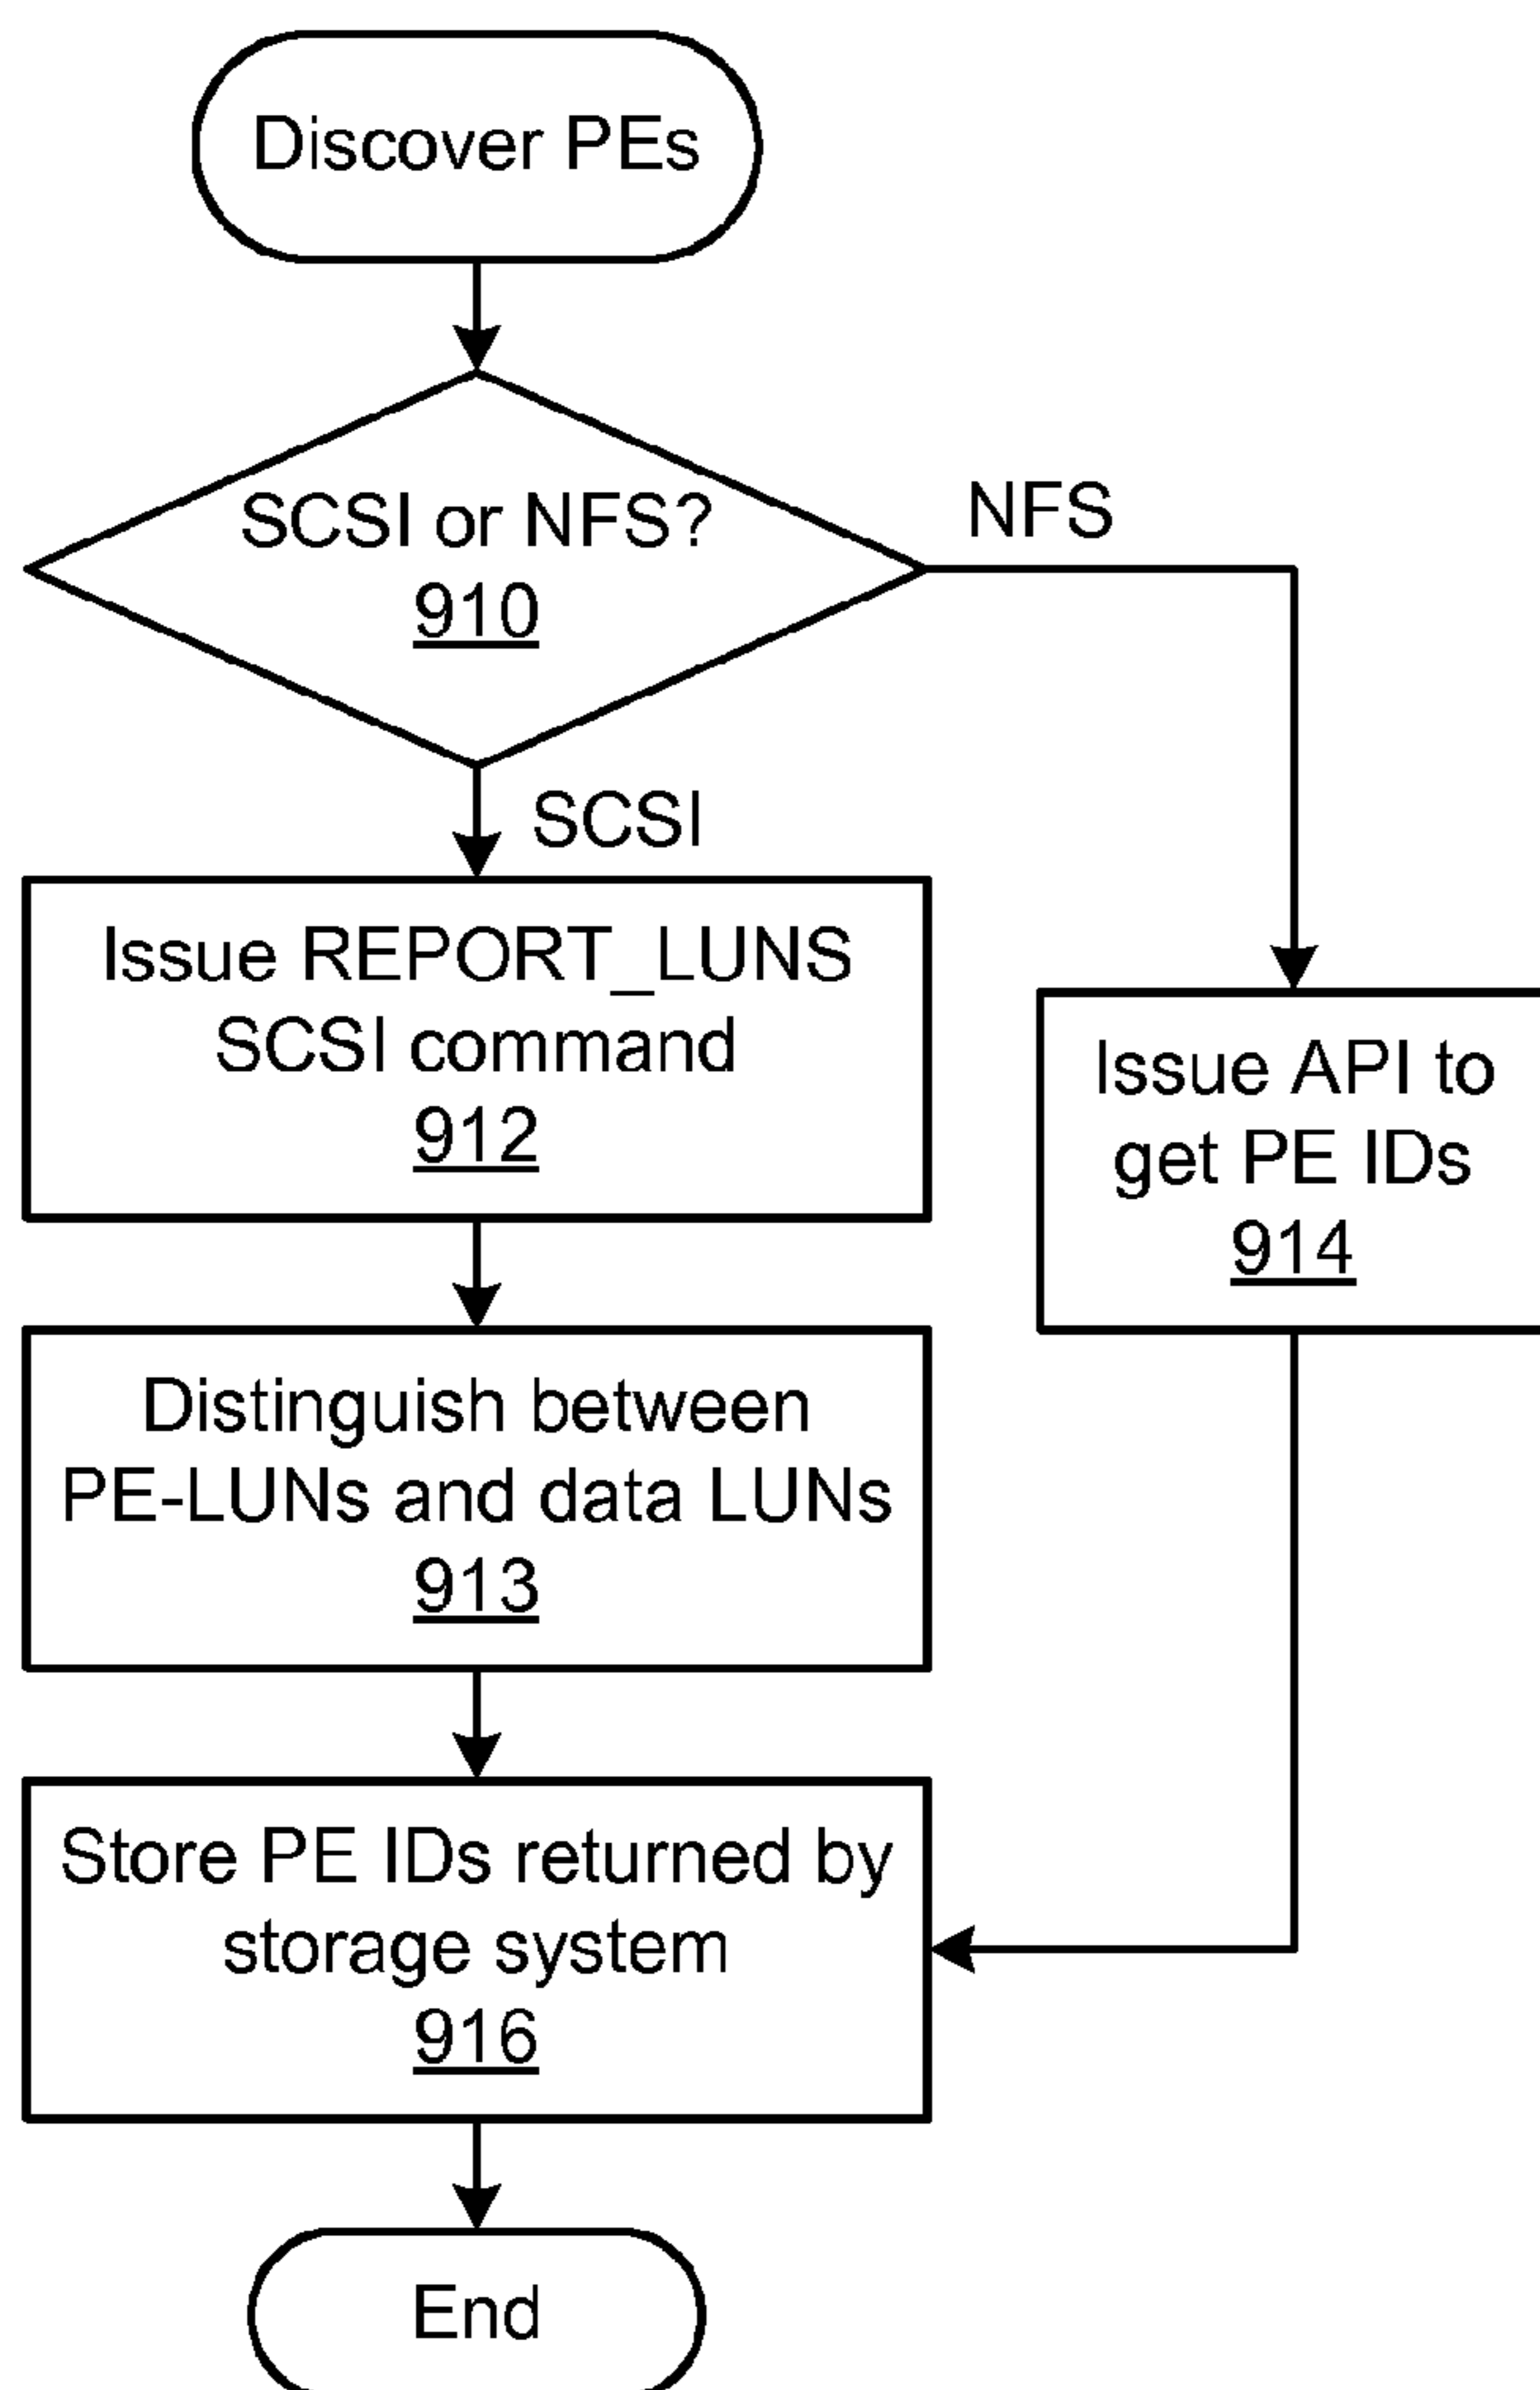 Discover PEs
SCSI or NFS?
910
NFS
SCSI
Issue REPORT_LUNS
SCSI command
912
Issue API to
get PE IDs
914
Distinguish between
PE-LUNs and data LUNs
913
Store PE IDs returned by
storage system
916
End